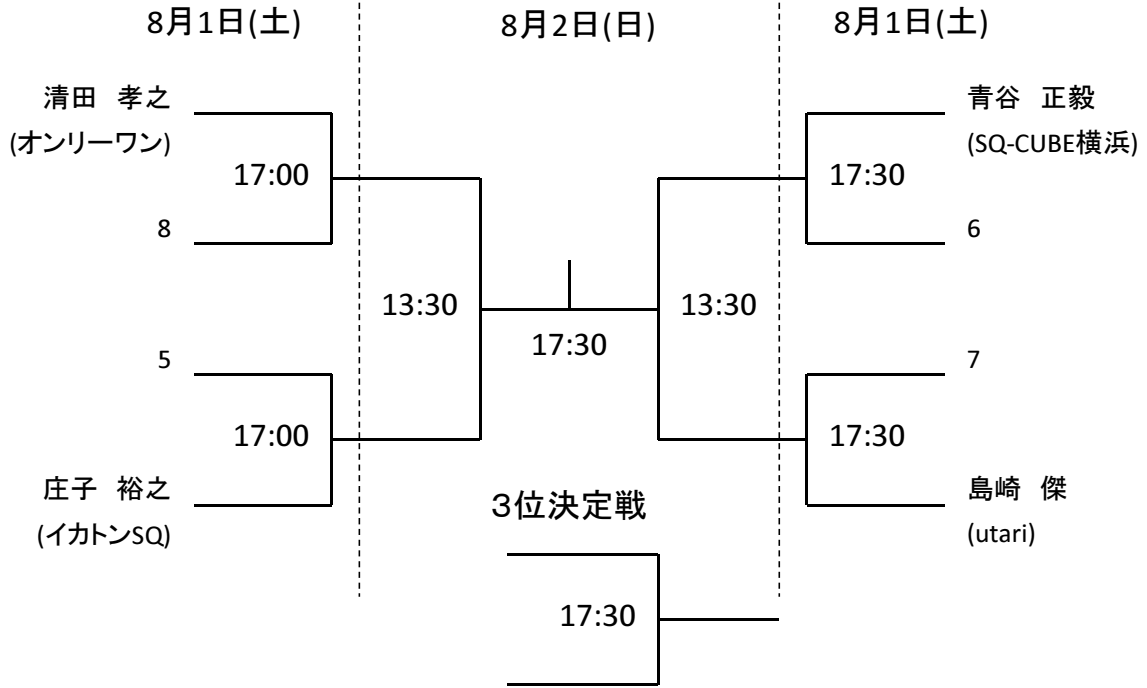 8月1日(土)
8月2日(日)
8月1日(土)
清田　孝之
(オンリーワン)
17:00
8
5
17:00
庄子　裕之
(イカトンSQ)
13:30
17:30
13:30
青谷　正毅
(SQ-CUBE横浜)
17:30
6
7
17:30
島崎　傑
(utari)
３位決定戦
17:30